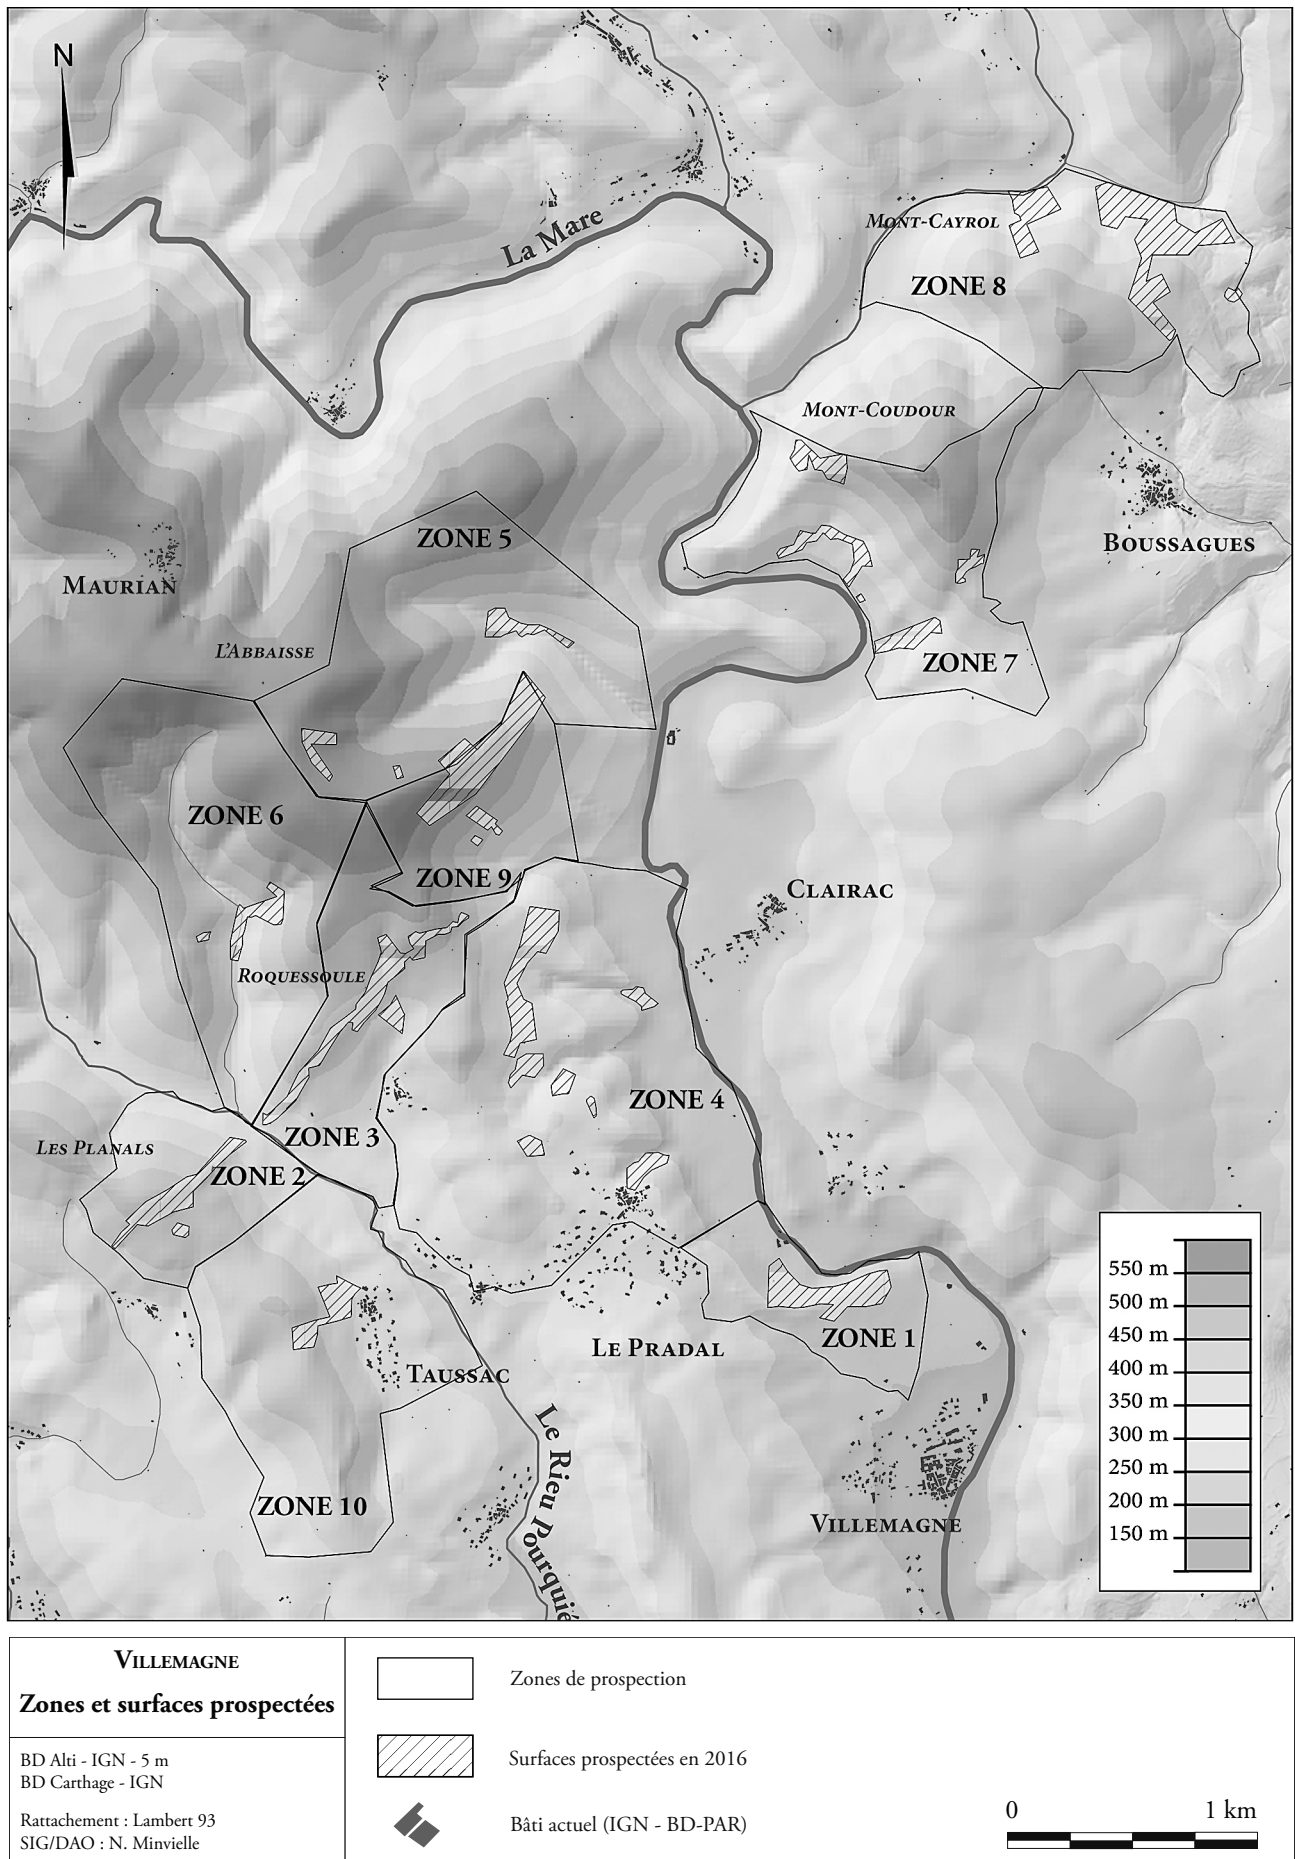 N
La Mare
Mont-Cayrol
ZONE 8
Mont-Coudour
ZONE 5
Boussagues
Maurian
L'Abbaisse
ZONE 7
ZONE 6
ZONE 9
Clairac
Roquessoule
ZONE 4
ZONE 3
Les Planals
ZONE 2
ZONE 1
Le Pradal
Taussac
Le Rieu Pourquié
ZONE 10
Villemagne
550 m
500 m
450 m
400 m
350 m
300 m
250 m
200 m
150 m
Villemagne
Zones et surfaces prospectées
BD Alti - IGN - 5 m
BD Carthage - IGN
Rattachement : Lambert 93
SIG/DAO : N. Minvielle
Zones de prospection
Surfaces prospectées en 2016
Bâti actuel (IGN - BD-PAR)
0 1 km